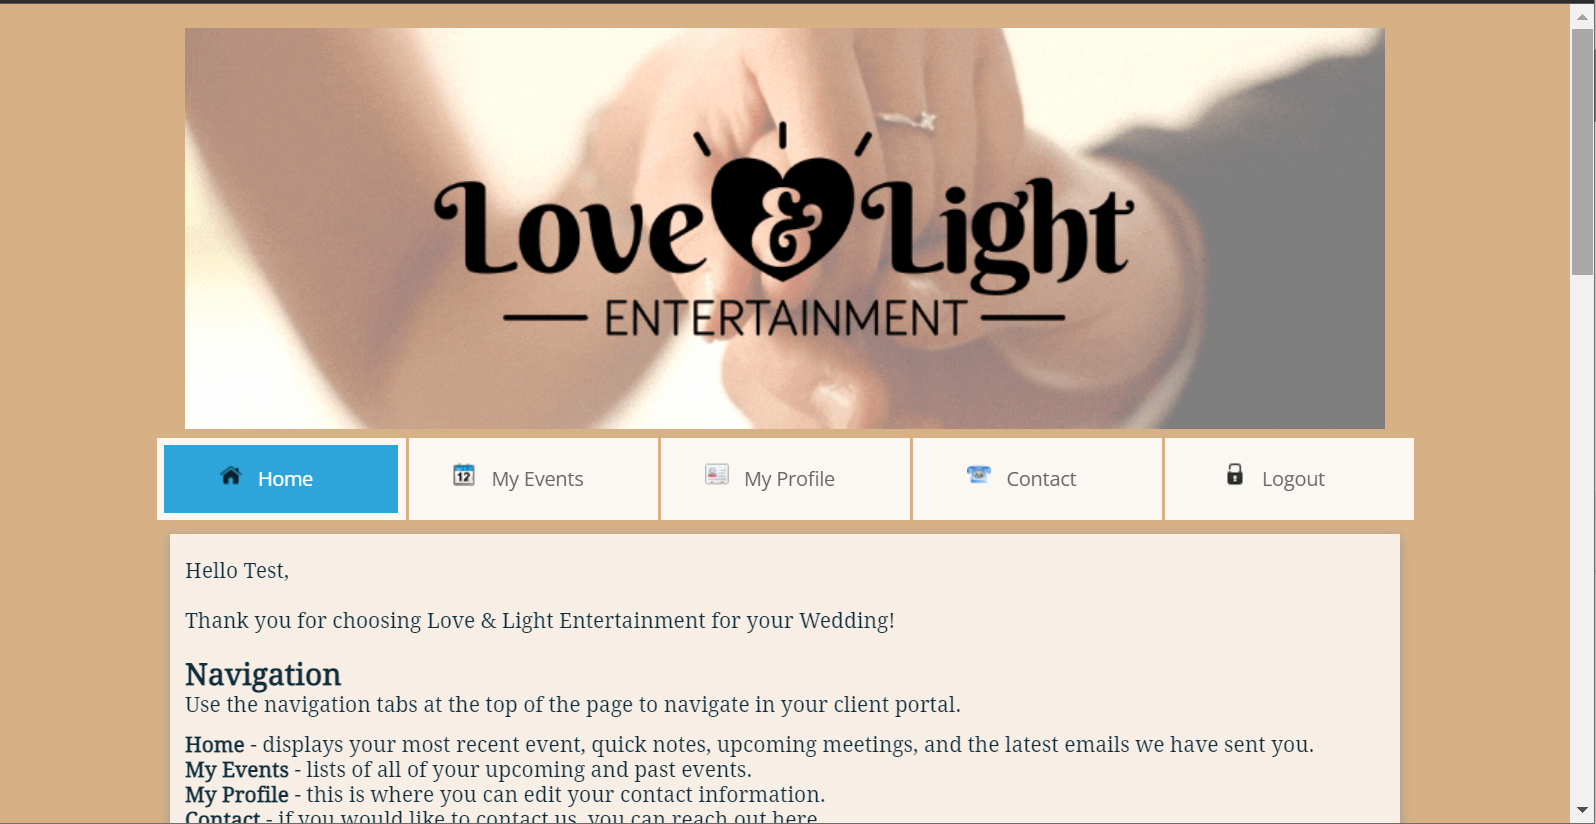 Love & Light
ENTERTAINMENT
12
Home
My Events
My Profile
Contact
Logout
Hello Test,
Thank you for choosing Love & Light Entertainment for your Wedding!
Navigation
Use the navigation tabs at the top of the page to navigate in your client portal.
Home - displays your most recent event, quick notes, upcoming meetings, and the latest emails we have sent you.
My Events - lists of all of your upcoming and past events.
My Profile - this is where you can edit your contact information.
Contact - if you would like to contact us, you can reach out here